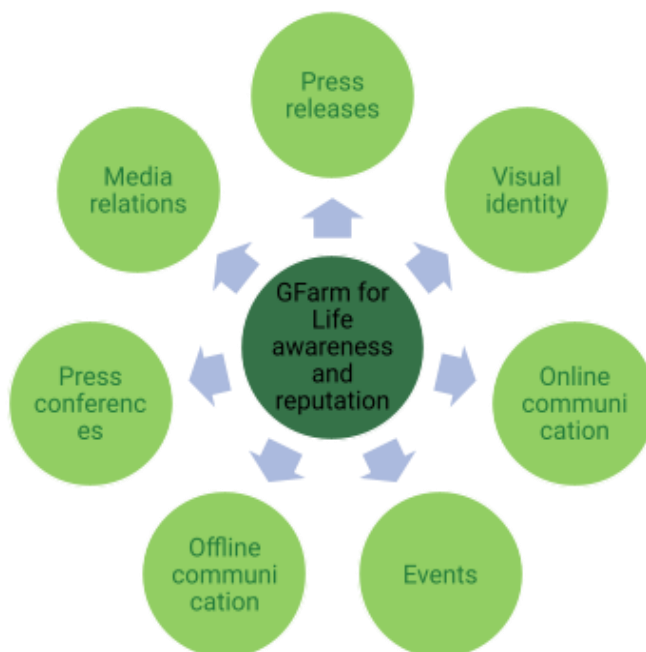 Press
releases
Visual
identity
Online
communi
cation
Events
Offline
communi
cation
Press
conferenc
es
Media
relations
GFarm for
Life
awareness
and
reputation